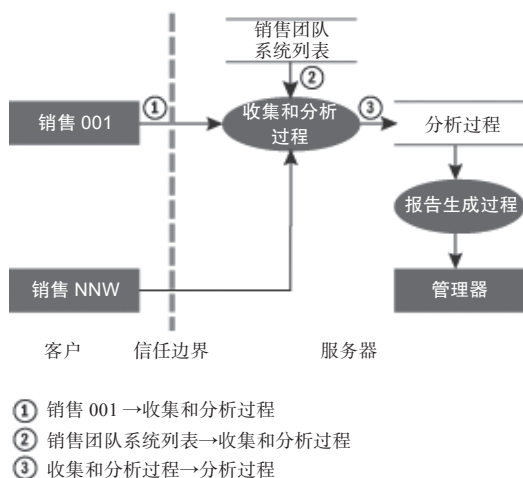 销售团队
系统列表
①
②
③
销售 001
收集和分析
过程
分析过程
报告生成过程
销售 NNW
管理器
客户
信任边界
服务器
① 销售 001→收集和分析过程
② 销售团队系统列表→收集和分析过程
③ 收集和分析过程→分析过程